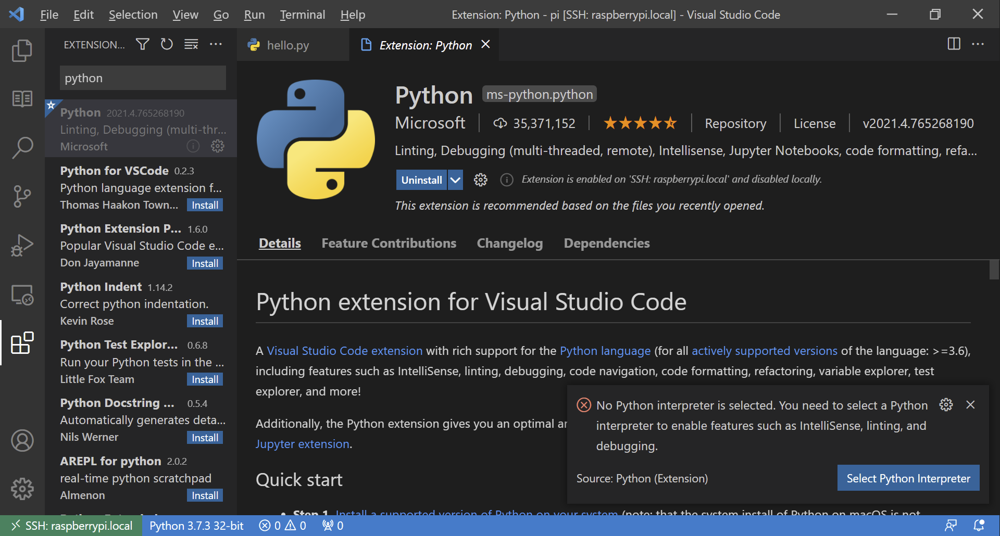 File Edit Selection View Go Run Terminal Help
Extension: Python - pi [SSH: raspberrypi.local] - Visual Studio Code
EXTENSION...
python
Python 2021.4.765268190
Linting, Debugging (multi-thr...
Microsoft
Python for VSCode 0.2.3
Python language extension f...
Thomas Haakon Town... Install
Python Extension P... 1.6.0
Popular Visual Studio Code e...
Don Jayamanne Install
Python Indent 1.14.2
Correct python indentation.
Kevin Rose Install
Python Test Explor... 0.6.8
Run your Python tests in the ...
Little Fox Team Install
Python Docstring ... 0.5.4
Automatically generates deta...
Nils Werner Install
AREPL for python 2.0.2
real-time python scratchpad
Almenon Install
hello.py
Extension: Python
Python ms-python.python
Microsoft 35,371,152 Repository License v2021.4.765268190
Linting, Debugging (multi-threaded, remote), Intellisense, Jupyter Notebooks, code formatting, refa...
Uninstall Extension is enabled on 'SSH: raspberrypi.local' and disabled locally.
This extension is recommended based on the files you recently opened.
Details Feature Contributions Changelog Dependencies
Python extension for Visual Studio Code
A Visual Studio Code extension with rich support for the Python language (for all actively supported versions of the language: >=3.6),
including features such as IntelliSense, linting, debugging, code navigation, code formatting, refactoring, variable explorer, test
explorer, and more!
Additionally, the Python extension gives you an optimal
Jupyter extension.
Quick start
Step 1. Install a supported version of Python on your system (note: that the system install of Python on macOS is not
No Python interpreter is selected. You need to select a Python
interpreter to enable features such as IntelliSense, linting, and
debugging.
Source: Python (Extension) Select Python Interpreter
SSH: raspberrypi.local Python 3.7.3 32-bit 0 0 0